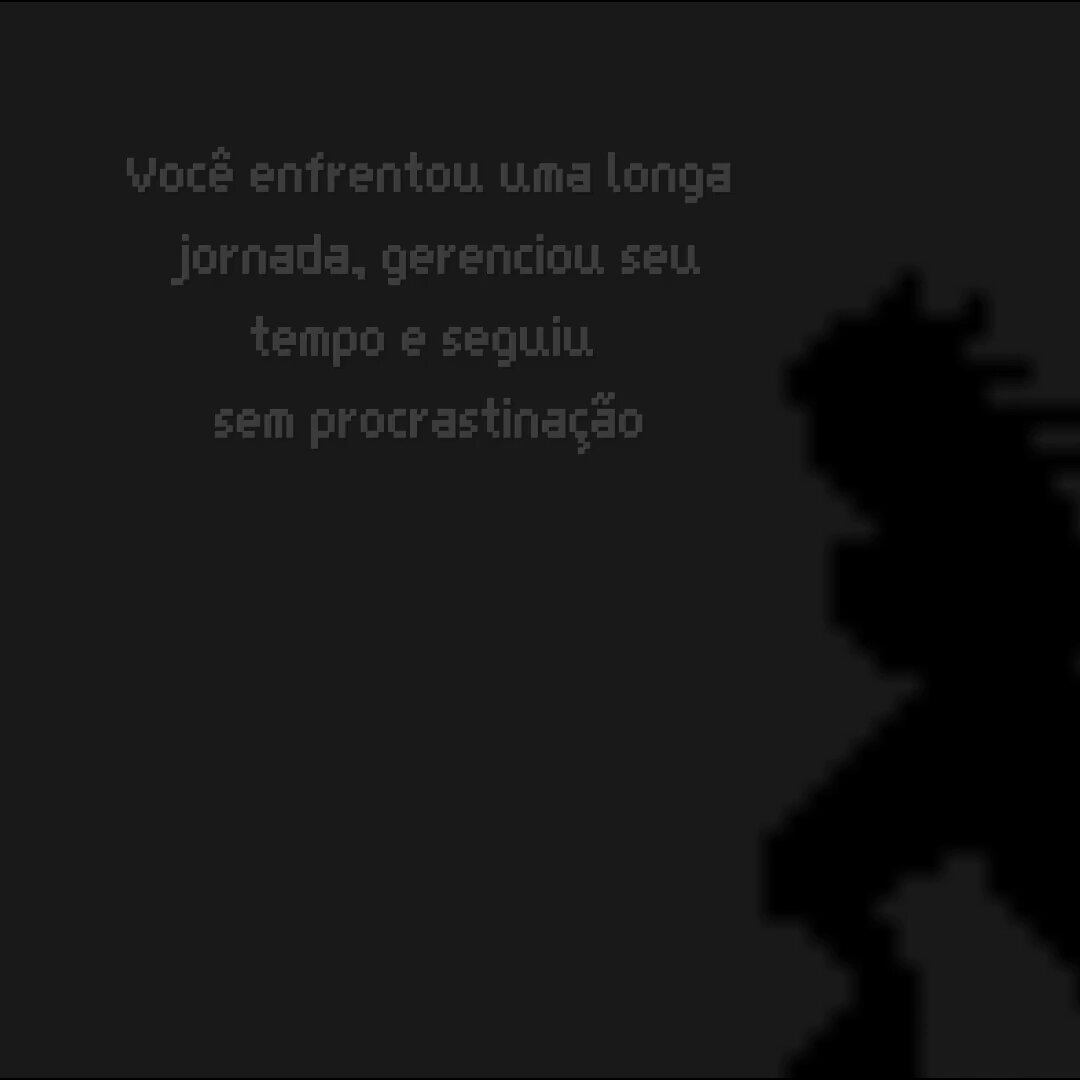 Você enfrentou uma longa
jornada, gerenciou seu
tempo e seguiu
sem procrastinação